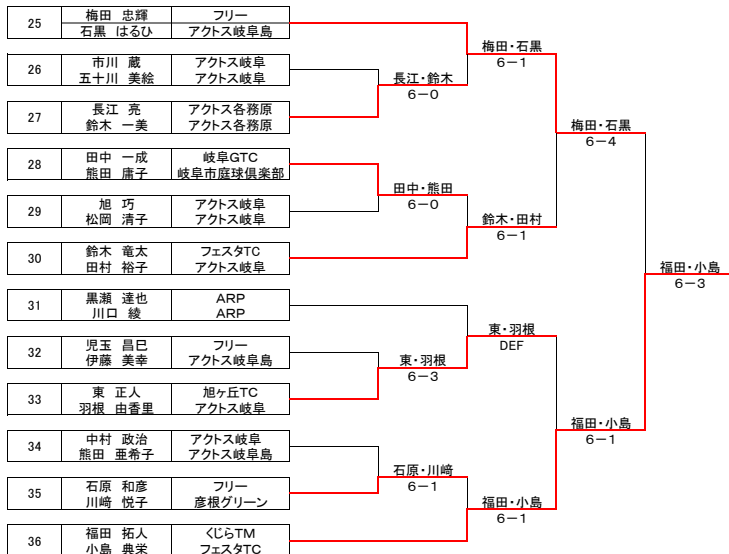 25 梅田 忠輝 フリー
石黒 はるひ アクトス岐阜島
26 市川 蔵 アクトス岐阜
五十川 美絵 アクトス岐阜
27 長江 亮 アクトス各務原
鈴木 一美 アクトス各務原
28 田中 一成 岐阜GTC
熊田 庸子 岐阜市庭球倶楽部
29 旭 巧 アクトス岐阜
松岡 清子 アクトス岐阜
30 鈴木 竜太 フェスタTC
田村 裕子 アクトス岐阜
31 黒瀬 達也 ARP
川口 綾 ARP
32 児玉 昌巳 フリー
伊藤 美幸 アクトス岐阜島
33 東 正人 旭ヶ丘TC
羽根 由香里 アクトス岐阜
34 中村 政治 アクトス岐阜
熊田 亜希子 アクトス岐阜島
35 石原 和彦 フリー
川﨑 悦子 彦根グリーン
36 福田 拓人 くじらTM
小島 典栄 フェスタTC
長江・鈴木
6-0
田中・熊田
6-0
東・羽根
6-3
石原・川﨑
6-1
梅田・石黒
6-1
鈴木・田村
6-1
東・羽根
DEF
福田・小島
6-1
梅田・石黒
6-4
福田・小島
6-1
福田・小島
6-3